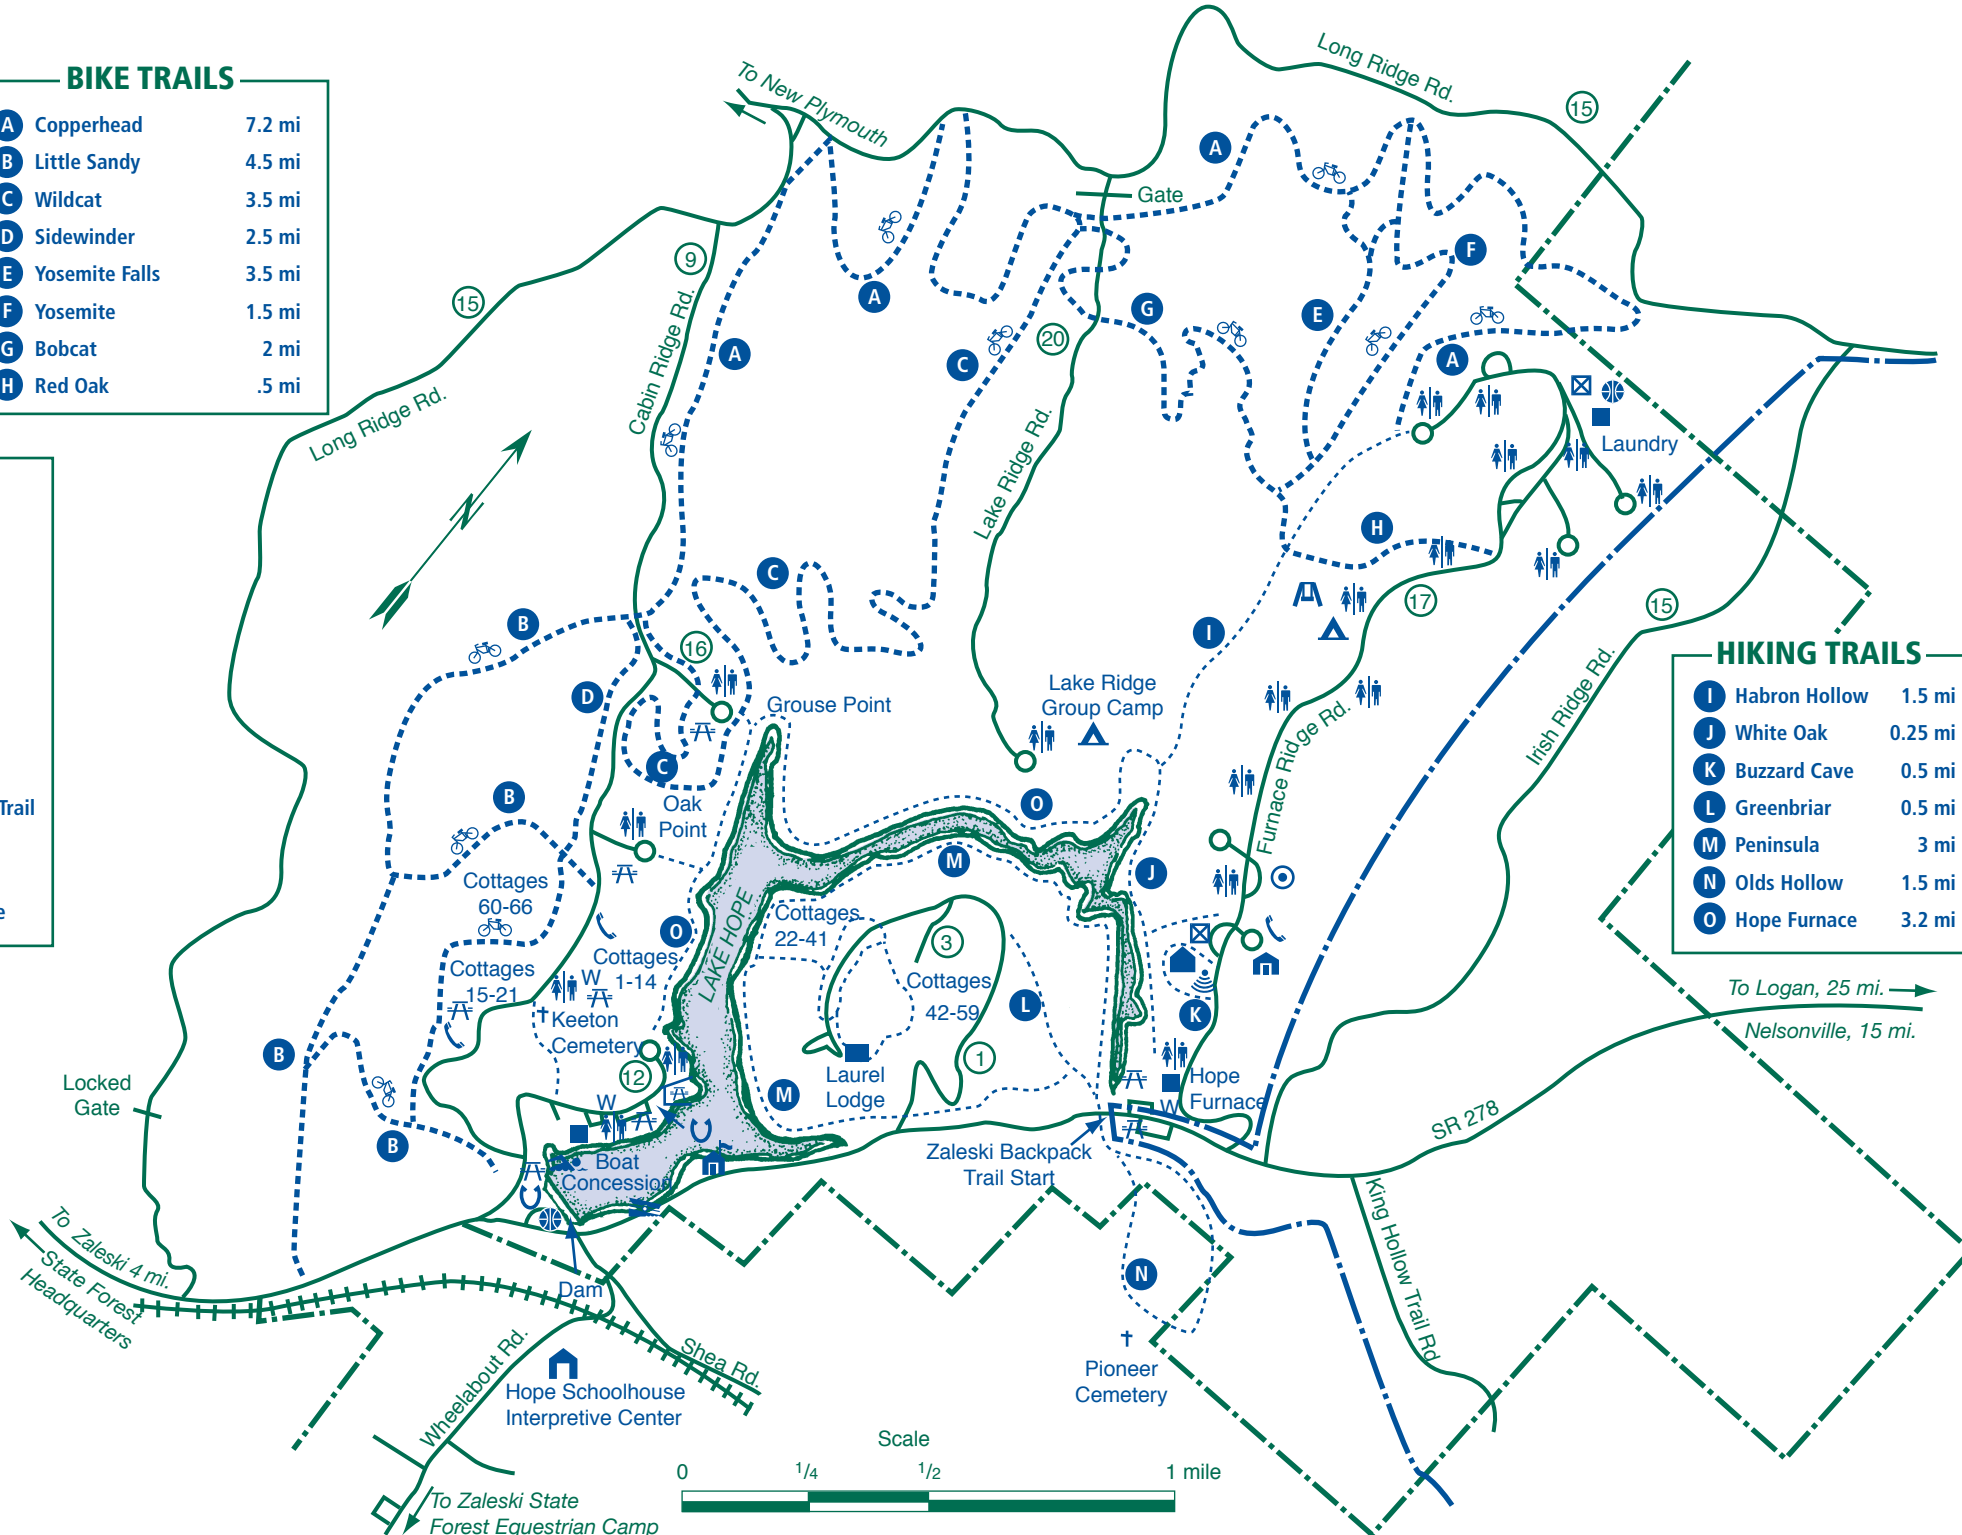 BIKE TRAILS
A Copperhead 7.2 mi
B Little Sandy 4.5 mi
C Wildcat 3.5 mi
D Sidewinder 2.5 mi
E Yosemite Falls 3.5 mi
F Yosemite 1.5 mi
G Bobcat 2 mi
H Red Oak .5 mi
To New Plymouth
Long Ridge Rd.
15
A
Gate
9
A
F
15
G
E
Cabin Ridge Rd.
20
A
C
A
Long Ridge Rd.
Lake Ridge Rd.
Laundry
H
C
17
15
B
I
16
HIKING TRAILS
I Habron Hollow 1.5 mi
J White Oak 0.25 mi
K Buzzard Cave 0.5 mi
L Greenbriar 0.5 mi
M Peninsula 3 mi
N Olds Hollow 1.5 mi
O Hope Furnace 3.2 mi
D
Grouse Point
Lake Ridge
Group Camp
Furnace Ridge Rd.
Irish Ridge Rd.
C
Trail
B
Oak
Point
O
M
J
Cottages
60-66
e
Cottages
22-41
O
LAKE HOPE
3
Cottages
1-14
W
Cottages
15-21
Cottages
42-59
L
K
To Logan, 25 mi.
Nelsonville, 15 mi.
Keeton
Cemetery
B
1
12
Laurel
Lodge
Hope
Furnace
Locked
Gate
M
W
W
SR 278
B
Boat
Concession
Zaleski Backpack
Trail Start
King Hollow Trail Rd
To Zaleski 4 mi.
State Forest
Headquarters
N
Dam
Shea Rd.
Wheelabout Rd.
Hope Schoolhouse
Interpretive Center
Pioneer
Cemetery
Scale
0 1/4 1/2 1 mile
To Zaleski State
Forest Equestrian Camp